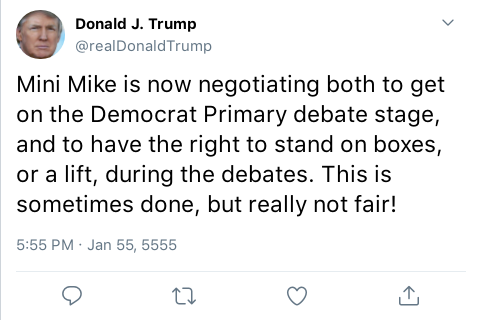 Donald J. Trump
@realDonaldTrump
Mini Mike is now negotiating both to get
on the Democrat Primary debate stage,
and to have the right to stand on boxes,
or a lift, during the debates. This is
sometimes done, but really not fair!
5:55 PM · Jan 55, 5555